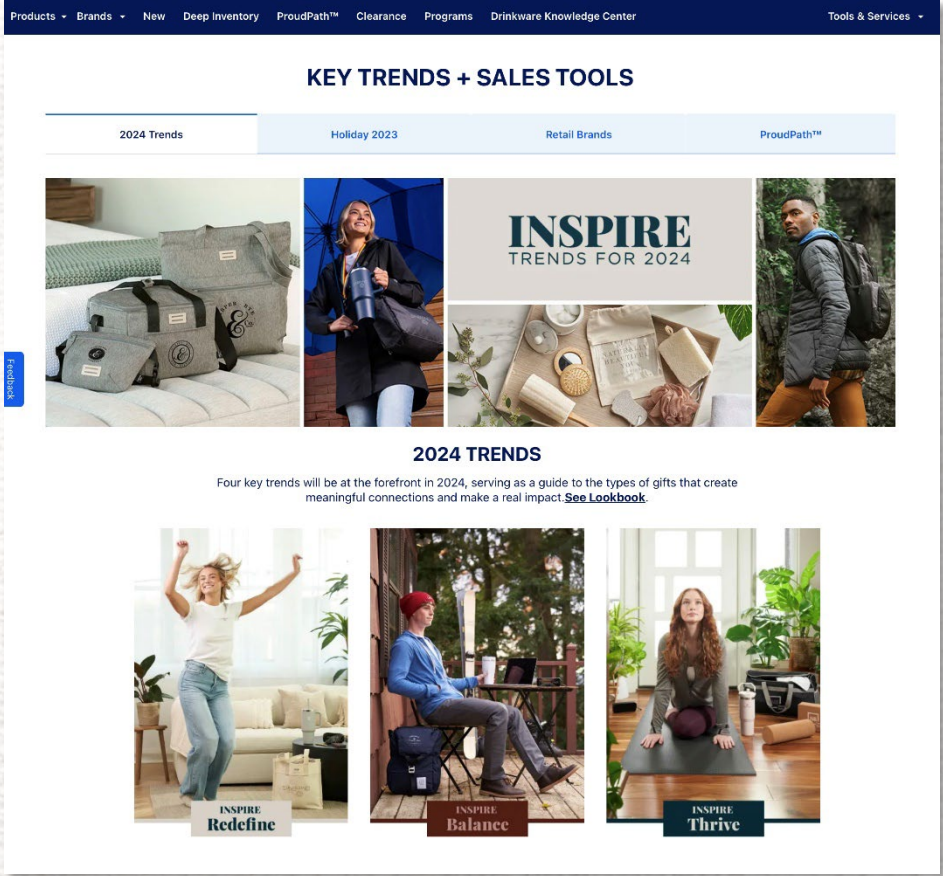 Products Brands New Deep Inventory ProudPath™ Clearance Programs Drinkware Knowledge Center Tools & Services
KEY TRENDS + SALES TOOLS
2024 Trends Holiday 2023 Retail Brands ProudPath™
INSPIRE
TRENDS FOR 2024
Feedback
2024 TRENDS
Four key trends will be at the forefront in 2024, serving as a guide to the types of gifts that create
meaningful connections and make a real impact.See Lookbook.
INSPIRE
Redefine
INSPIRE
Balance
INSPIRE
Thrive